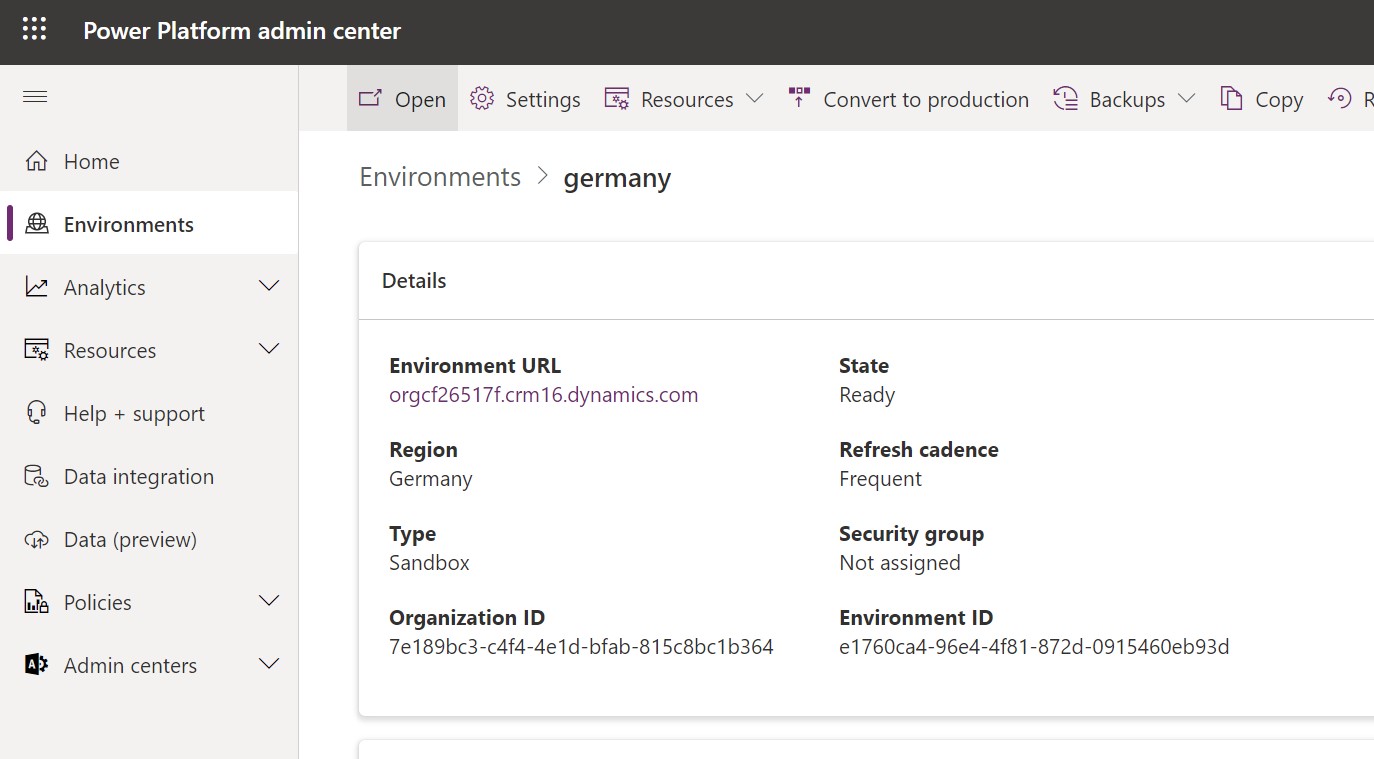 Power Platform admin center
Open Settings Resources Convert to production Backups Copy R
Home
Environments
Analytics
Resources
Help + support
Data integration
Data (preview)
Policies
Admin centers
Environments > germany
Details
Environment URL
orgcf26517f.crm16.dynamics.com
State
Ready
Region
Germany
Refresh cadence
Frequent
Type
Sandbox
Security group
Not assigned
Organization ID
7e189bc3-c4f4-4e1d-bfab-815c8bc1b364
Environment ID
e1760ca4-96e4-4f81-872d-0915460eb93d